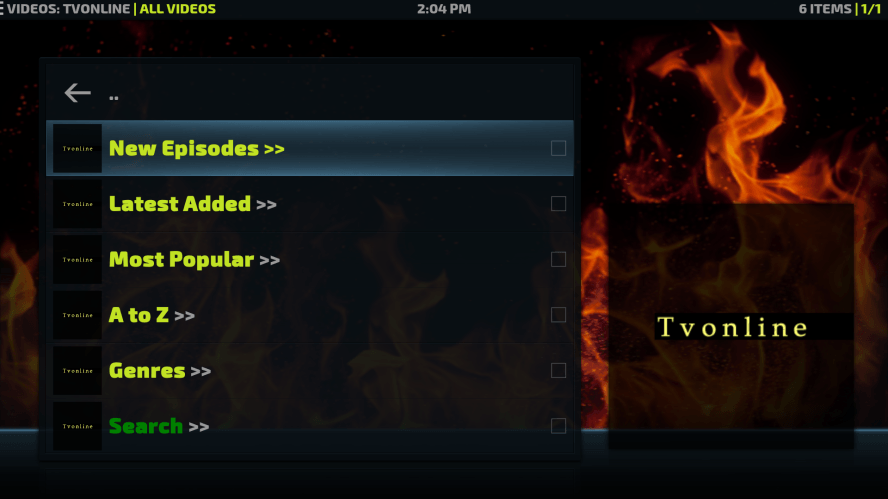 VIDEOS: TVONLINE | ALL VIDEOS
2:04 PM
6 ITEMS | 1/1
..
Tvonline
New Episodes >>
Tvonline
Latest Added >>
Tvonline
Most Popular >>
Tvonline
A to Z >>
Tvonline
Genres >>
Tvonline
Search >>
Tvonline